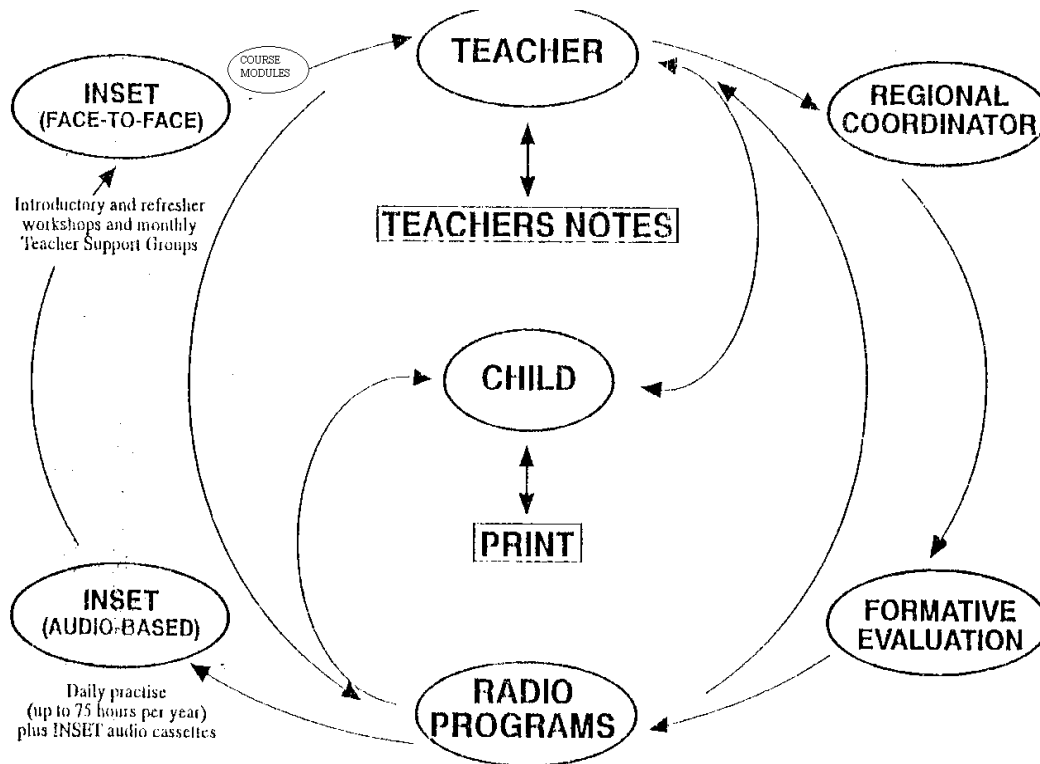 COURSE
MODULES
TEACHER
INSET
(FACE-TO-FACE)
REGIONAL
COORDINATOR
Introductory and refresher
workshops and monthly
Teacher Support Groups
TEACHERS NOTES
CHILD
PRINT
INSET
(AUDIO-BASED)
FORMATIVE
EVALUATION
Daily practise
(up to 75 hours per year)
plus INSET audio cassettes
RADIO
PROGRAMS